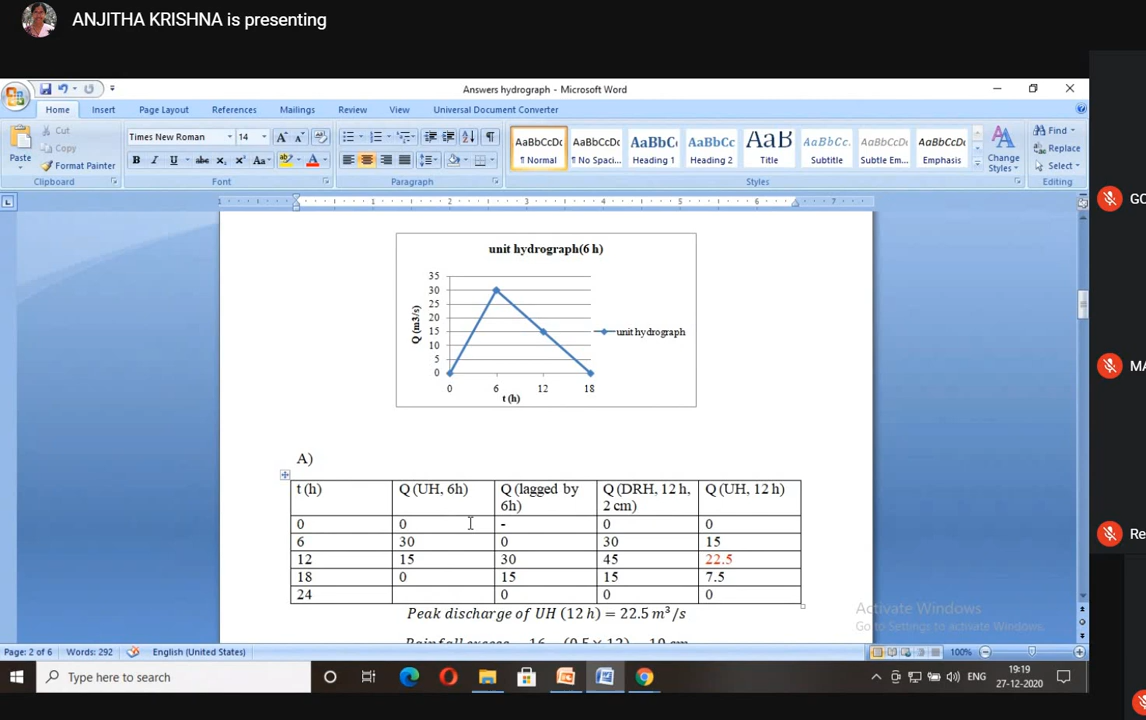 ANJITHA KRISHNA is presenting
Answers hydrograph - Microsoft Word
Home Insert Page Layout References Mailings Review View Universal Document Converter
Paste
Cut
Copy
Format Painter
Clipboard
Times New Roman 14
Font
Paragraph
AaBbCcDc AaBbCcDc AaBbC AaBbCc AaB AaBbCc. AaBbCcDc AaBbCcDc
¶ Normal ¶ No Spaci... Heading 1 Heading 2 Title Subtitle Subtle Em... Emphasis
Change
Styles
Styles
Find
Replace
Select
Editing
GO
MA
Re
unit hydrograph(6 h)
Q (m3/s)
35
30
25
20
15
10
5
0
0 6 12 18
t (h)
unit hydrograph
A)
t (h) Q (UH, 6h) Q (lagged by 6h) Q (DRH, 12 h, 2 cm) Q (UH, 12 h)
0 0 - 0 0
6 30 0 30 15
12 15 30 45 22.5
18 0 15 15 7.5
24 0 0 0
Peak discharge of UH (12 h) = 22.5 m³/s
Activate Windows
Go to Settings to activate Windows.
Page: 2 of 6 Words: 292 English (United States) 100%
Type here to search
ENG
19:19
27-12-2020